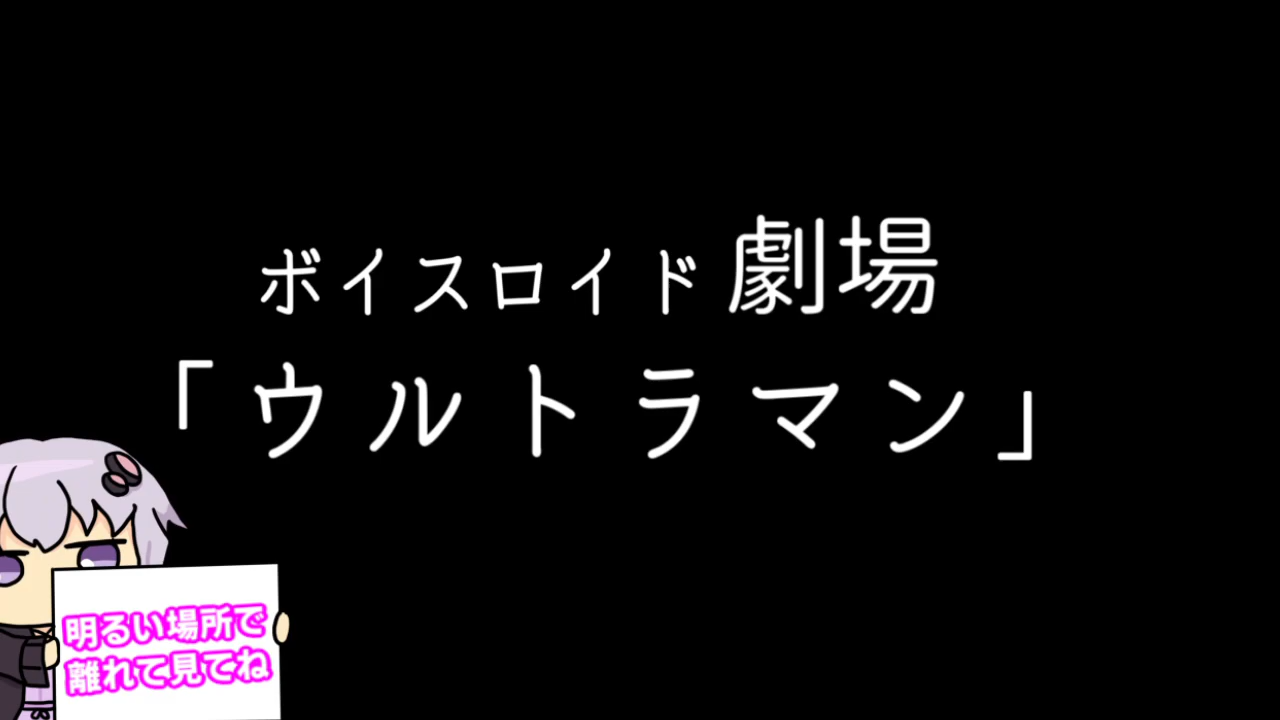 ボイスロイド劇場
「ウルトラマン」
明るい場所で
離れて見てね